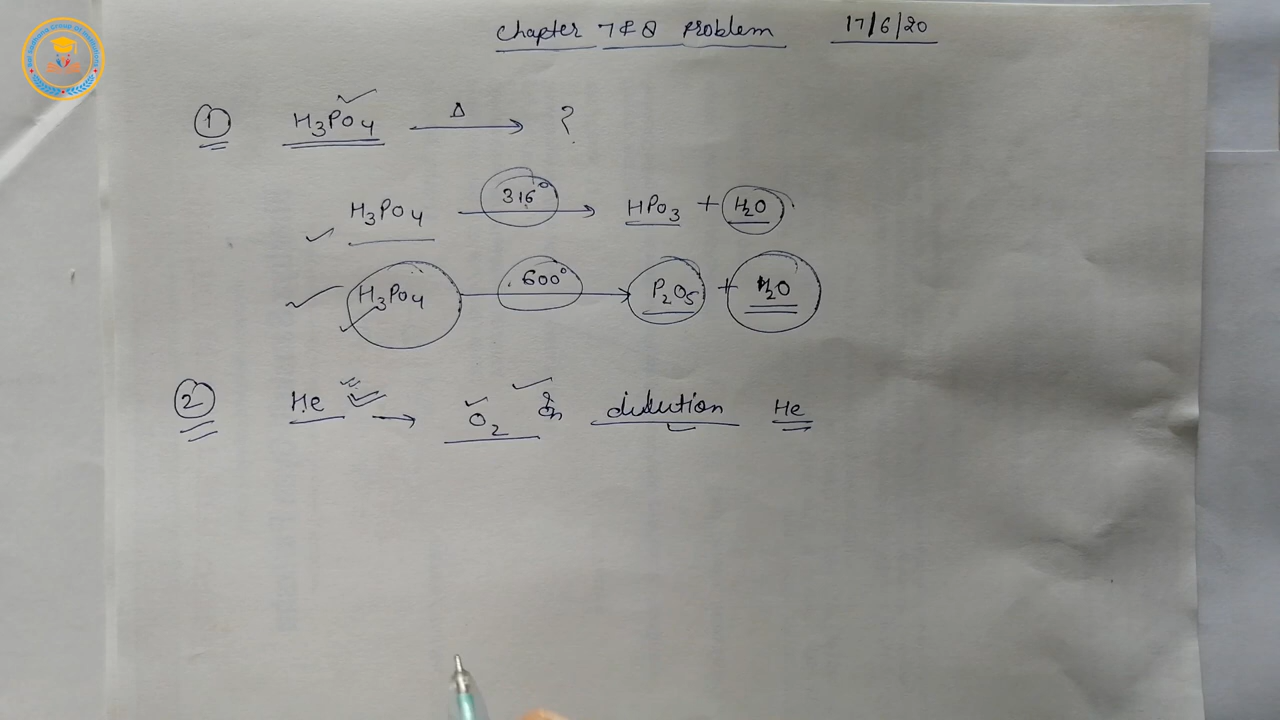 Chapter 7 & 8 Problem 17/6/20
1 H3PO4 Δ → ?
H3PO4 316° → HPO3 + H2O
H3PO4 600° → P2O5 + H2O
2 He → O2 dilution He